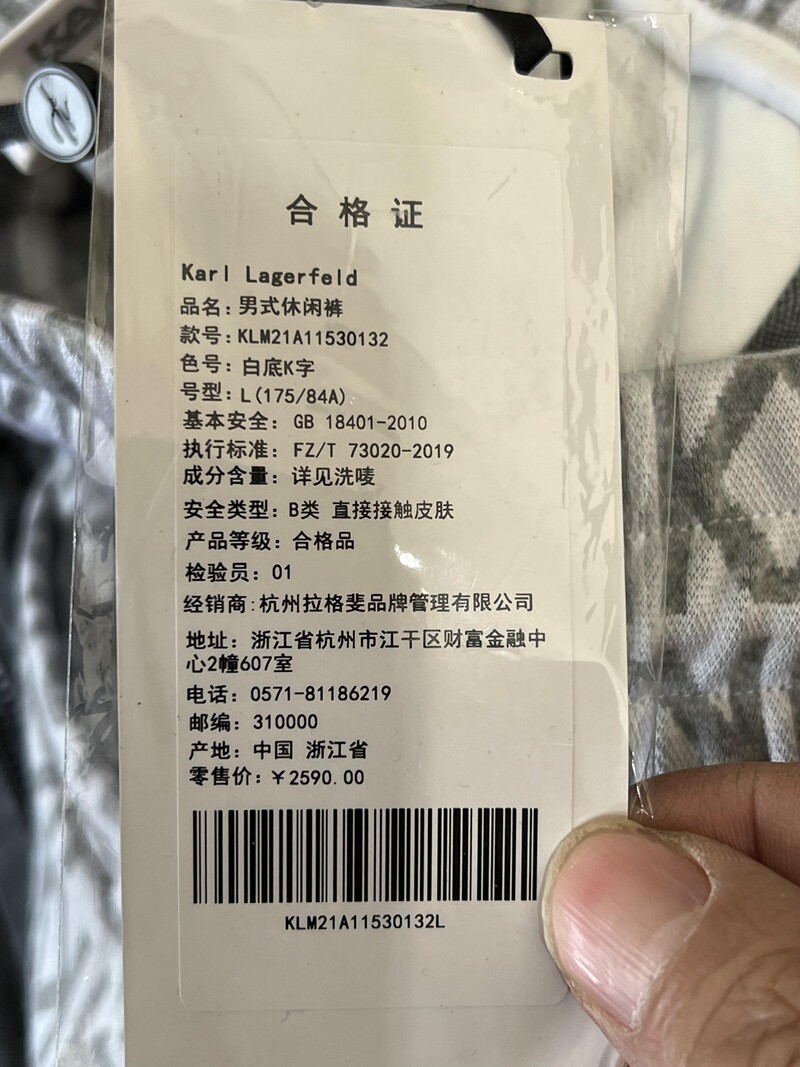 合格证
Karl Lagerfeld
品名:男式休闲裤
款号:KLM21A11530132
色号:白底K字
号型:L(175/84A)
基本安全: GB 18401-2010
执行标准: FZ/T 73020-2019
成分含量: 详见洗唛
安全类型: B类 直接接触皮肤
产品等级: 合格品
检验员: 01
经销商:杭州拉格斐品牌管理有限公司
地址: 浙江省杭州市江干区财富金融中
心2幢607室
电话: 0571-81186219
邮编: 310000
产地: 中国 浙江省
零售价:¥2590.00
KLM21A11530132L